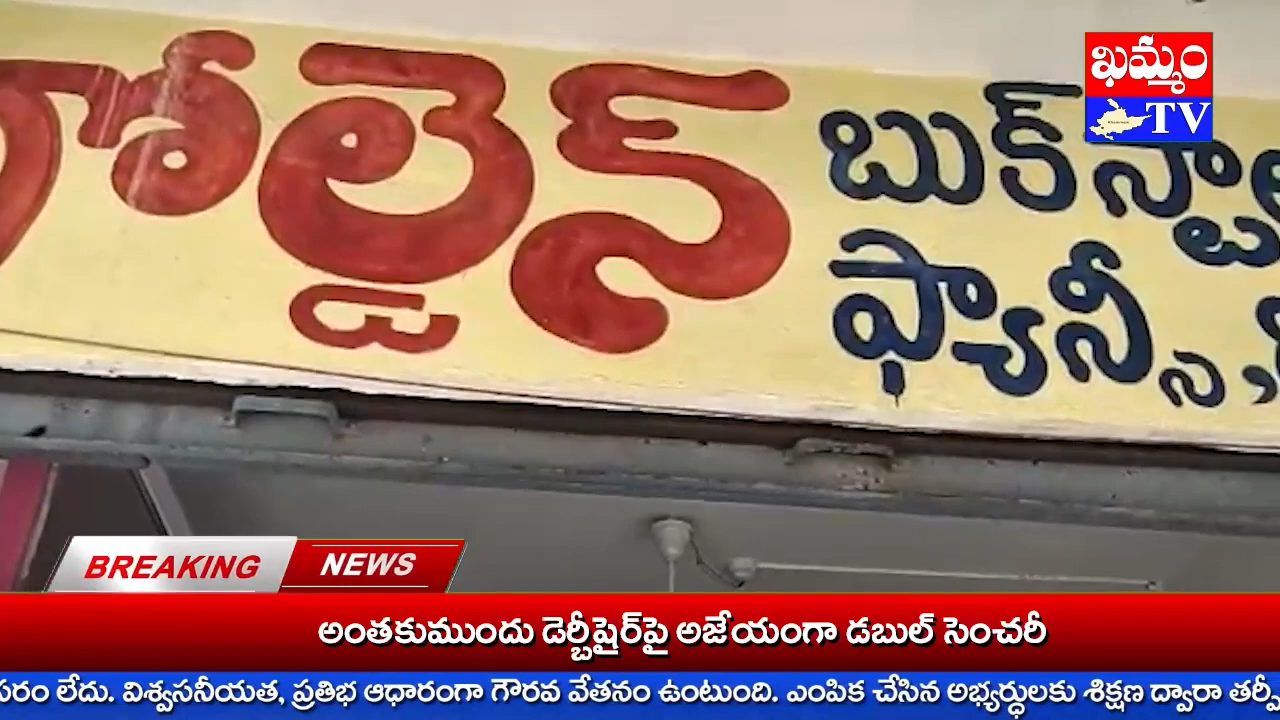 ఖమ్మం
TV
గోల్డెన్ బుక్ స్టాల్
ఫ్యాన్సీ,
BREAKING NEWS
అంతకుముందు డెర్బీషైర్‌పై అజేయంగా డబుల్ సెంచరీ
లేదు. విశ్వసనీయత, ప్రతిభ ఆధారంగా గౌరవ వేతనం ఉంటుంది. ఎంపిక చేసిన అభ్యర్ధులకు శిక్షణ ద్వారా